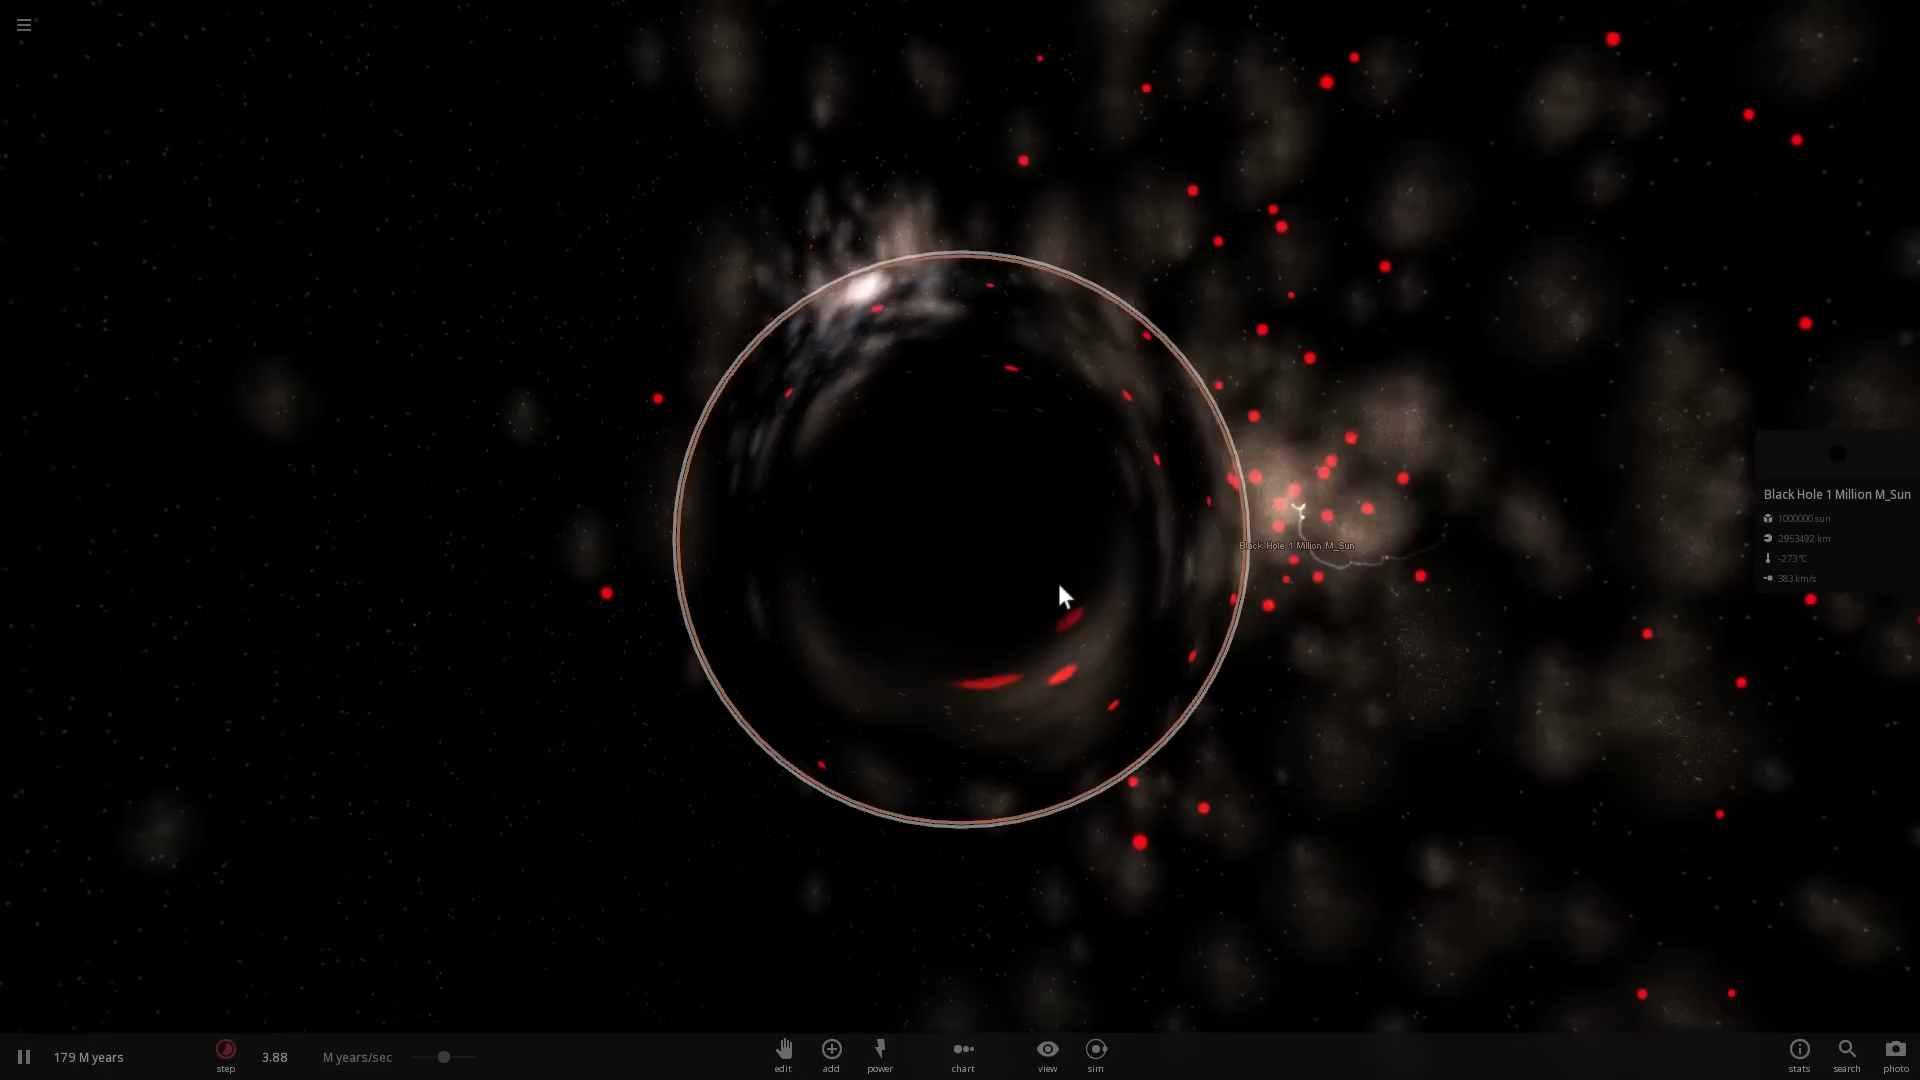 Black Hole 1 Million M_Sun
1000000 sun
2953492 km
-273 °C
383 km/s
Black Hole 1 Million M_Sun
179 M years
step
3.88
M years/sec
edit
add
power
chart
view
sim
stats
search
photo